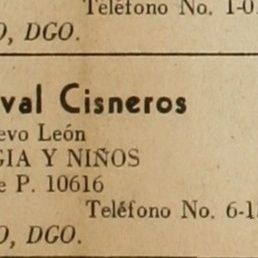 Teléfono No. 1-0
O, DGO.
val Cisneros
evo León
GIA Y NIÑOS
e P. 10616
Teléfono No. 6-1
O, DGO.